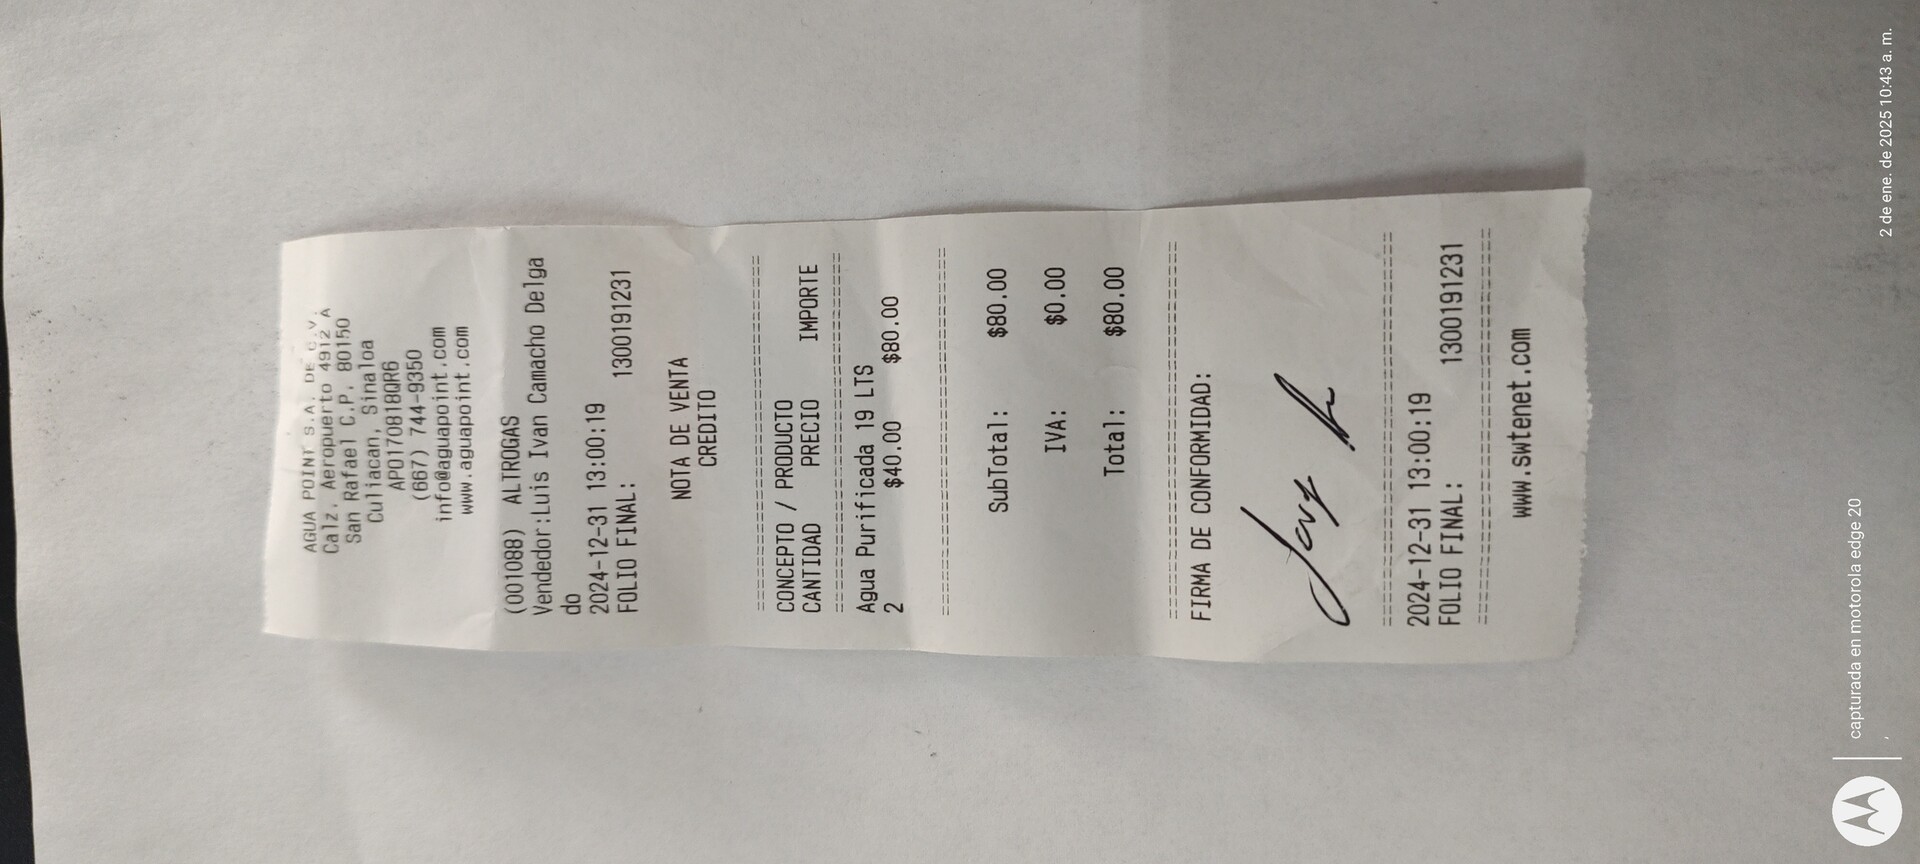 AGUA POINT S.A. DE C.V.
Calz. Aeropuerto 4912 A
San Rafael C.P. 80150
Culiacan, Sinaloa
APO170818QR6
(667) 744-9350
info@aguapoint.com
www.aguapoint.com
(001088) ALTROGAS
Vendedor:Luis Ivan Camacho Delga
do
2024-12-31 13:00:19
FOLIO FINAL: 1300191231
NOTA DE VENTA
CREDITO
================================
CONCEPTO / PRODUCTO
CANTIDAD PRECIO IMPORTE
================================
Agua Purificada 19 LTS
2 $40.00 $80.00
================================
SubTotal: $80.00
IVA: $0.00
Total: $80.00
================================
FIRMA DE CONFORMIDAD:
================================
2024-12-31 13:00:19
FOLIO FINAL: 1300191231
================================
www.swtenet.com
capturada en motorola edge 20
2 de ene. de 2025 10:43 a. m.